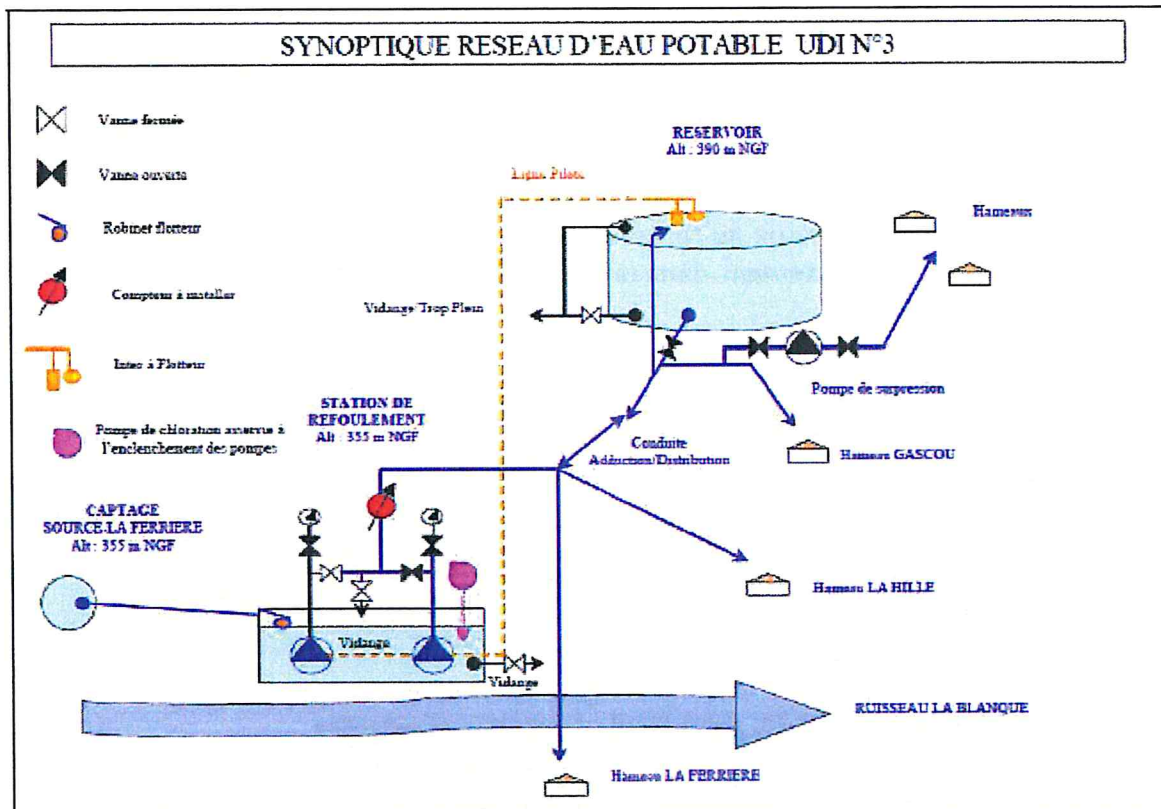 SYNOPTIQUE RESEAU D'EAU POTABLE UDI N°3
Vanne fermée
Vanne ouverte
Robinet flotteur
Compteur à installer
Inter à Flotteur
Pompe de chloration asservie à
l'enclenchement des pompes
CAPTAGE
SOURCE LA FERRIERE
Alt : 355 m NGF
STATION DE
REFOULEMENT
Alt : 355 m NGF
Ligne Pilote
RESERVOIR
Alt : 390 m NGF
Hameaux
Vidange/Trop Plein
Pompe de surpression
Conduite
Adduction/Distribution
Hameau GASCOU
Hameau LA HILLE
Vidange
Vidange
RUISSEAU LA BLANQUE
Hameau LA FERRIERE